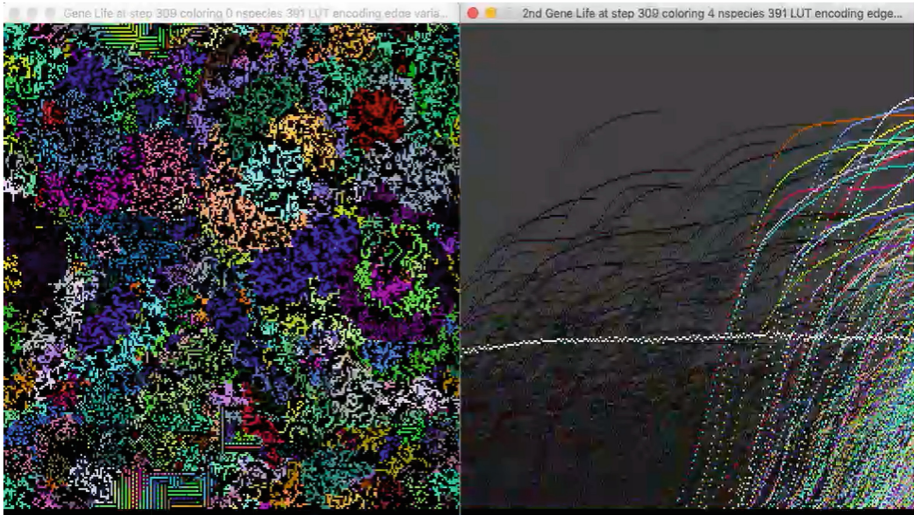 Gene Life at step 309 coloring 0 nspecies 391 LUT encoding edge varia...
2nd Gene Life at step 309 coloring 4 nspecies 391 LUT encoding edge...